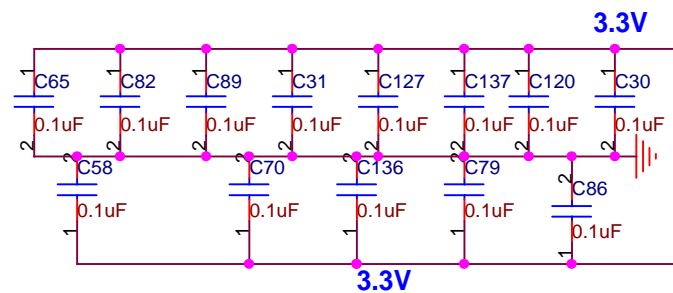 3.3V
1 1 1 1 1 1 1 1
C65 C82 C89 C31 C127 C137 C120 C30
0.1uF 0.1uF 0.1uF 0.1uF 0.1uF 0.1uF 0.1uF 0.1uF
2 2 2 2 2 2 2 2
2 2 2 2 2
C58 C70 C136 C79 C86
0.1uF 0.1uF 0.1uF 0.1uF 0.1uF
1 1 1 1 1
3.3V